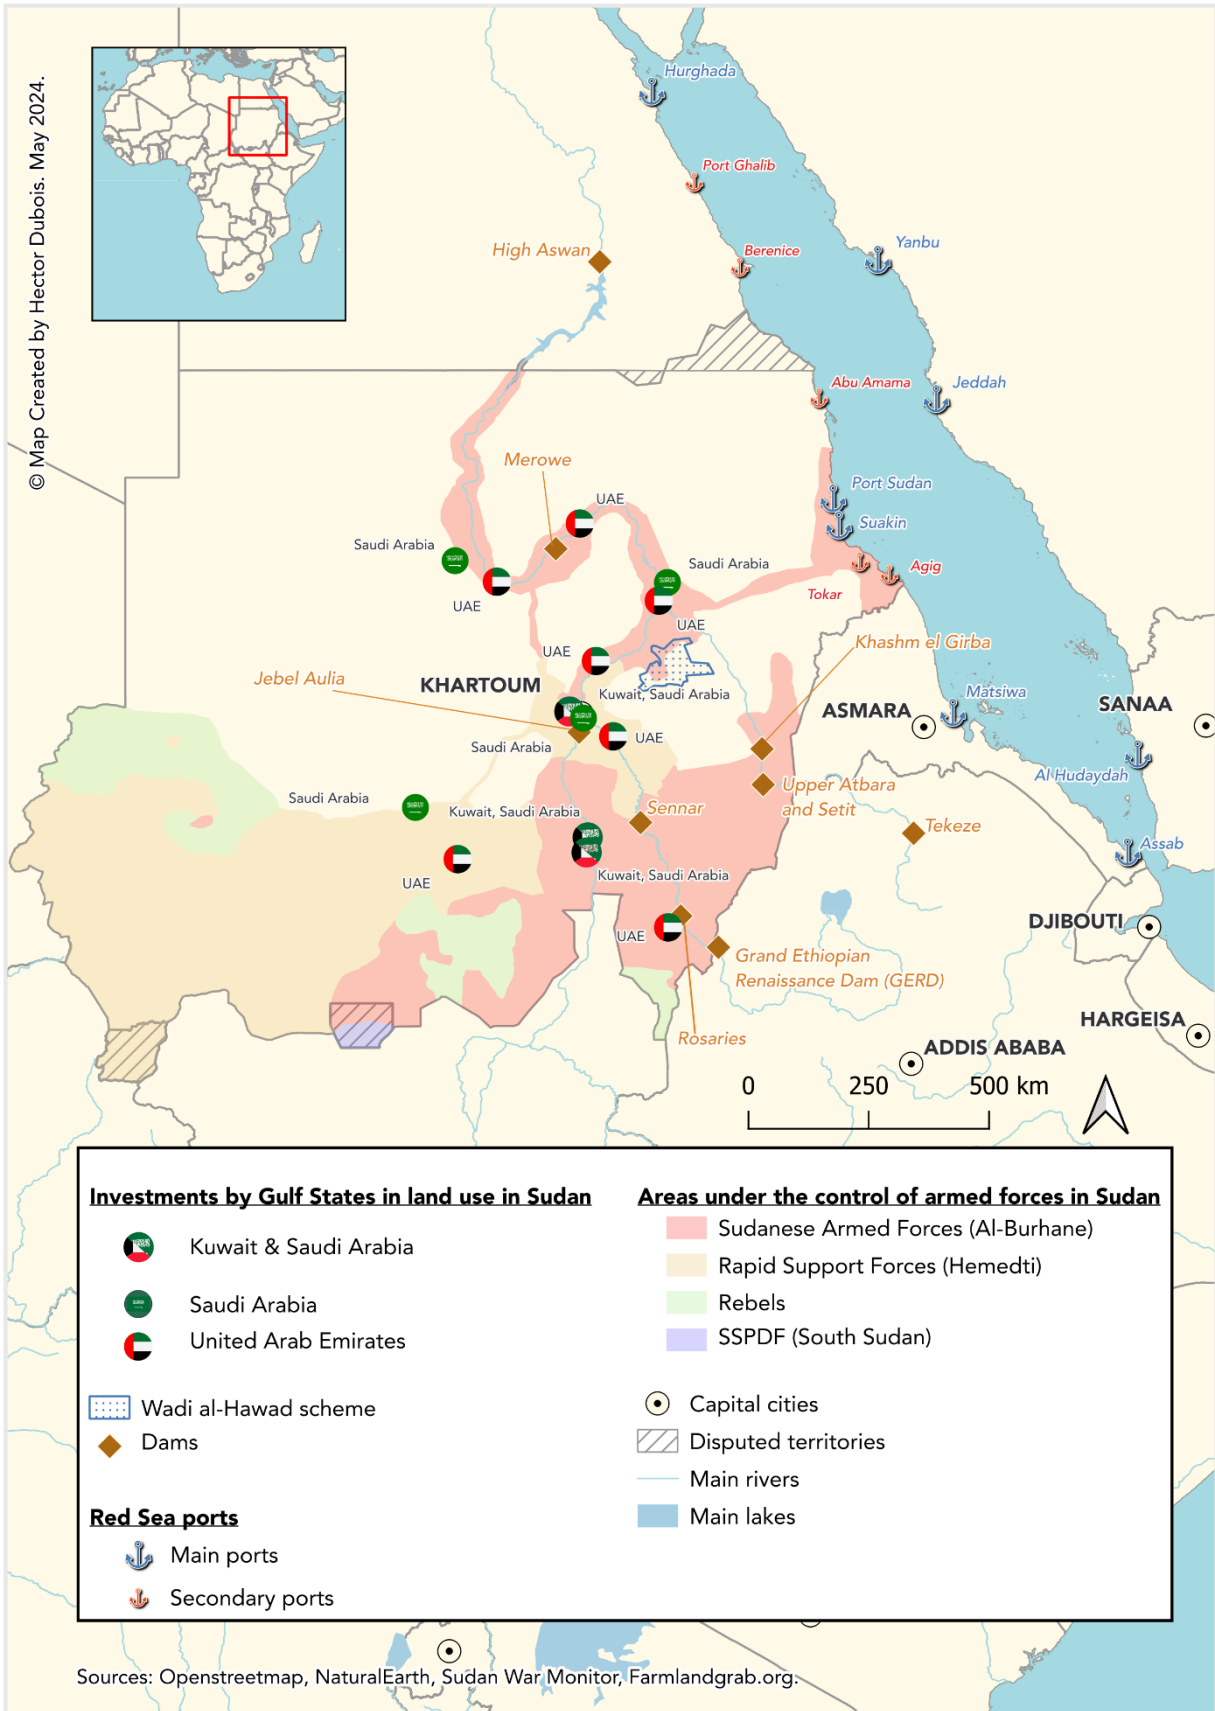 © Map Created by Hector Dubois. May 2024.
Hurghada
Port Ghalib
High Aswan
Berenice
Yanbu
Abu Amama
Jeddah
Merowe
UAE
Port Sudan
Suakin
Saudi Arabia
Saudi Arabia
Agig
Tokar
UAE
UAE
UAE
Khashm el Girba
Jebel Aulia
KHARTOUM
Kuwait, Saudi Arabia
Matsiwa
ASMARA
SANAA
Saudi Arabia
UAE
Al Hudaydah
Upper Atbara
and Setit
Saudi Arabia
Kuwait, Saudi Arabia
Sennar
Tekeze
Assab
UAE
Kuwait, Saudi Arabia
UAE
DJIBOUTI
Grand Ethiopian
Renaissance Dam (GERD)
Rosaries
HARGEISA
ADDIS ABABA
0 250 500 km
Investments by Gulf States in land use in Sudan
Kuwait & Saudi Arabia
Saudi Arabia
United Arab Emirates
Wadi al-Hawad scheme
Dams
Red Sea ports
Main ports
Secondary ports
Areas under the control of armed forces in Sudan
Sudanese Armed Forces (Al-Burhane)
Rapid Support Forces (Hemedti)
Rebels
SSPDF (South Sudan)
Capital cities
Disputed territories
Main rivers
Main lakes
Sources: Openstreetmap, NaturalEarth, Sudan War Monitor, Farmlandgrab.org.